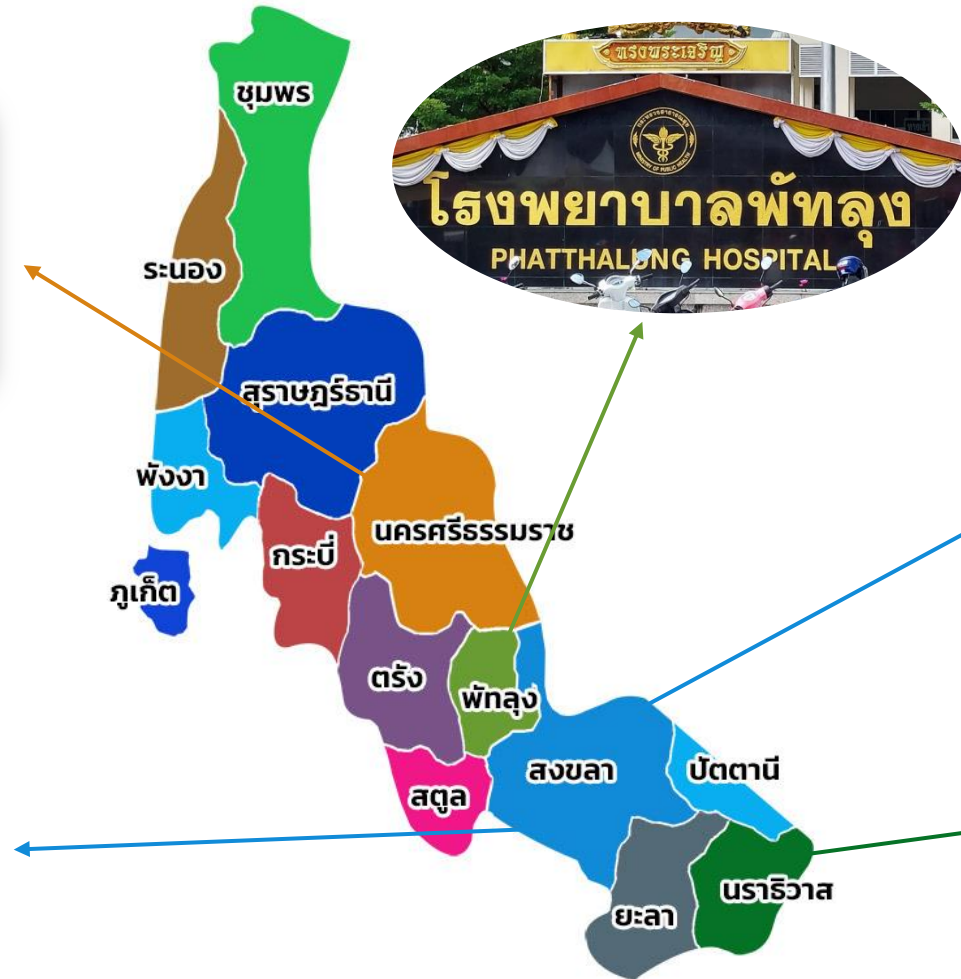 ชุมพร
ทรงพระเจริญ
MINISTRY OF PUBLIC HEALTH
โรงพยาบาลพัทลุง
PHATTHALUNG HOSPITAL
ระนอง
สุราษฎร์ธานี
พังงา
นครศรีธรรมราช
กระบี่
ภูเก็ต
ตรัง
พัทลุง
สงขลา
ปัตตานี
สตูล
นราธิวาส
ยะลา